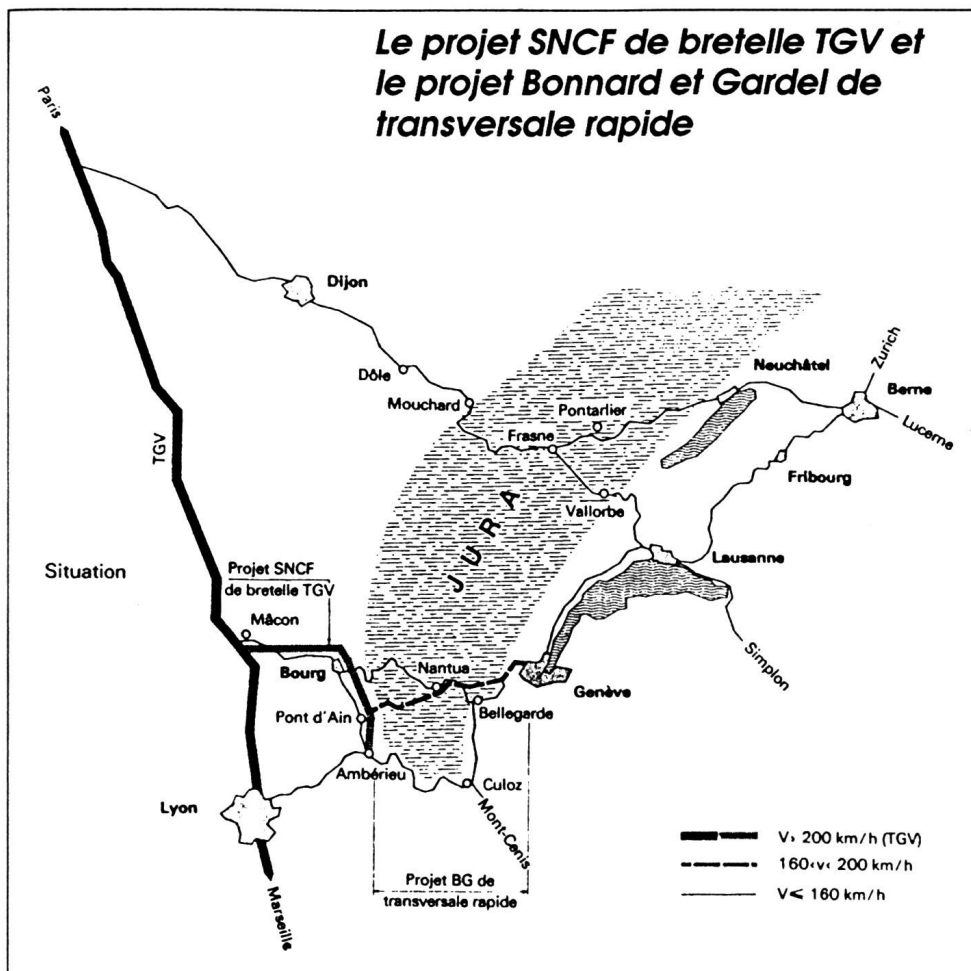 Le projet SNCF de bretelle TGV et
le projet Bonnard et Gardel de
transversale rapide
Paris
Dijon
Dôle
Mouchard
Neuchâtel
Zurich
Berne
Lucerne
Pontarlier
Frasne
Fribourg
TGV
Vallorbe
JURA
Lausanne
Situation
Projet SNCF
de bretelle TGV
Mâcon
Simplon
Bourg
Nantua
Genève
Pont d'Ain
Bellegarde
Ambérieu
Culoz
Lyon
Mont-Cenis
Marseille
Projet BG de
transversale rapide
V> 200 km/h (TGV)
160<v< 200 km/h
V⩽ 160 km/h